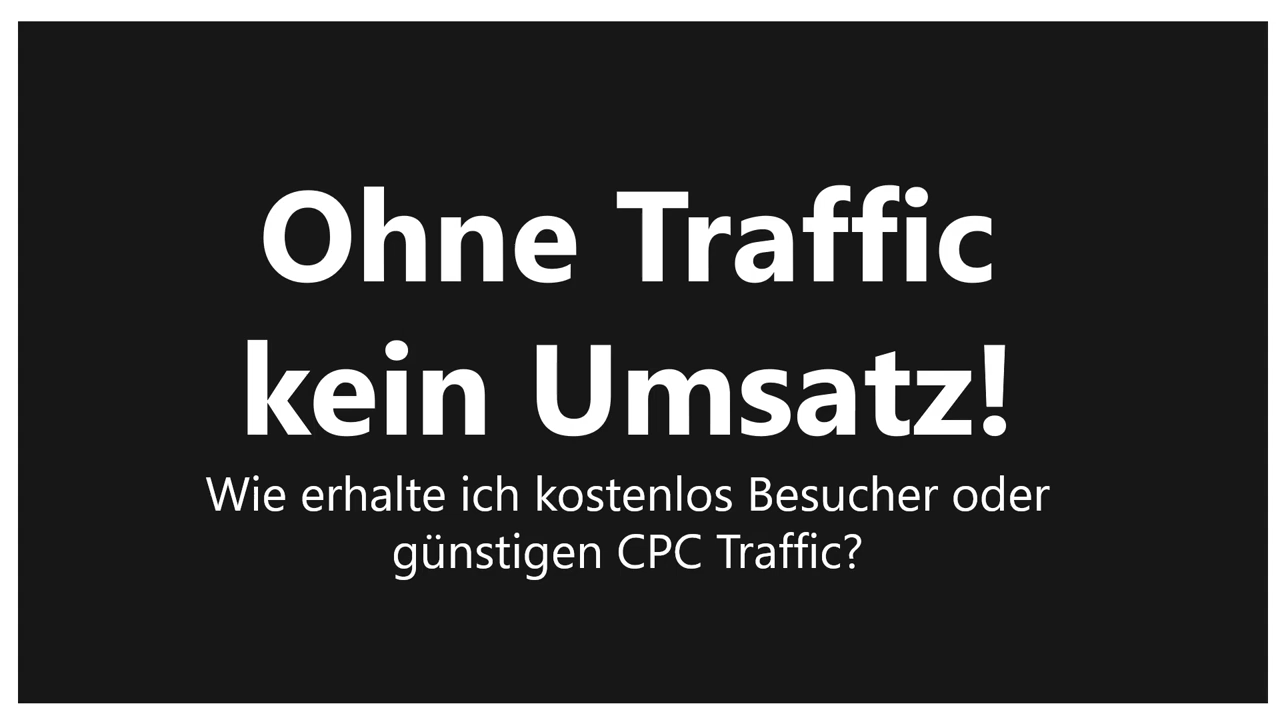 Ohne Traffic
kein Umsatz!
Wie erhalte ich kostenlos Besucher oder
günstigen CPC Traffic?